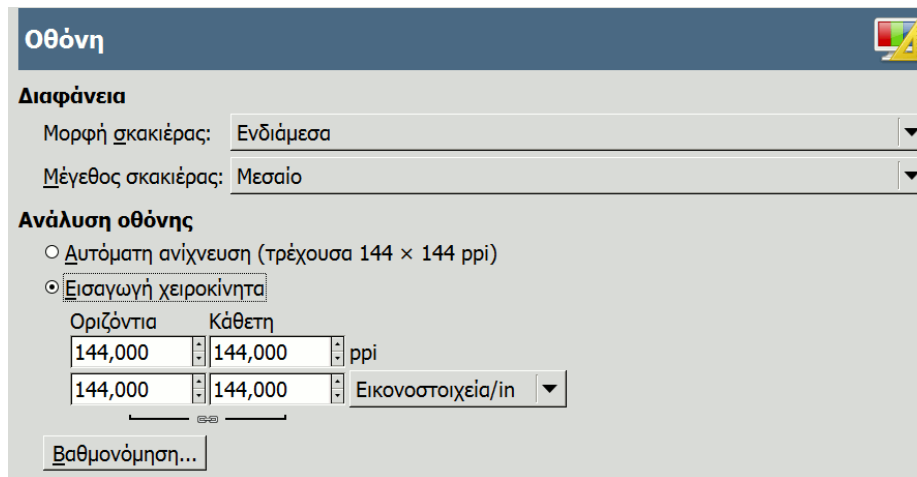 Οθόνη
Διαφάνεια
Μορφή σκακιέρας: Ενδιάμεσα
Μέγεθος σκακιέρας: Μεσαίο
Ανάλυση οθόνης
Αυτόματη ανίχνευση (τρέχουσα 144 × 144 ppi)
Εισαγωγή χειροκίνητα
Οριζόντια Κάθετη
144,000 144,000 ppi
144,000 144,000 Εικονοστοιχεία/in
Βαθμονόμηση...